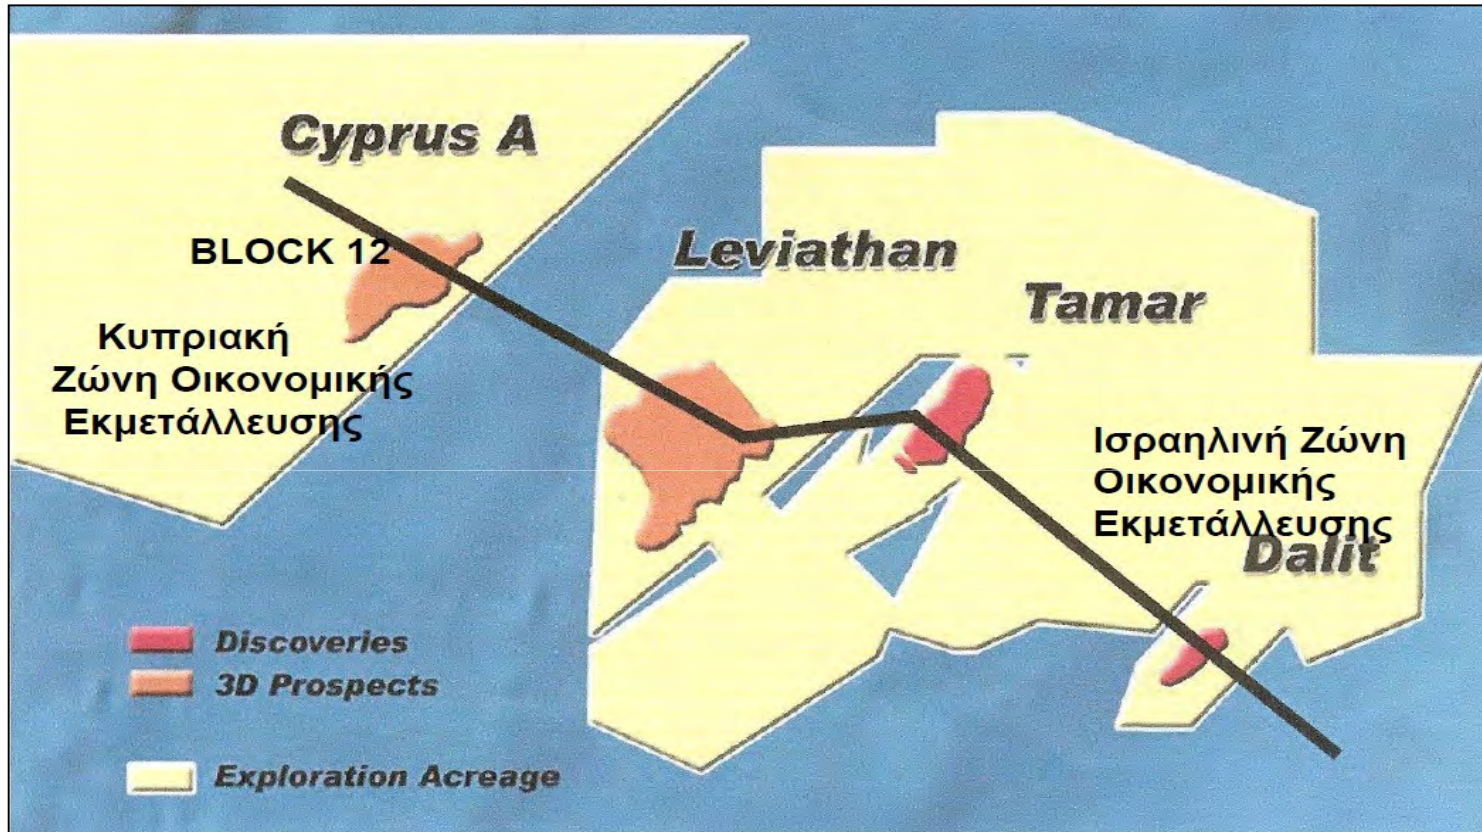 Cyprus A
BLOCK 12
Κυπριακή
Ζώνη Οικονομικής
Εκμετάλλευσης
Leviathan
Tamar
Ισραηλινή Ζώνη
Οικονομικής
Εκμετάλλευσης
Dalit
Discoveries
3D Prospects
Exploration Acreage